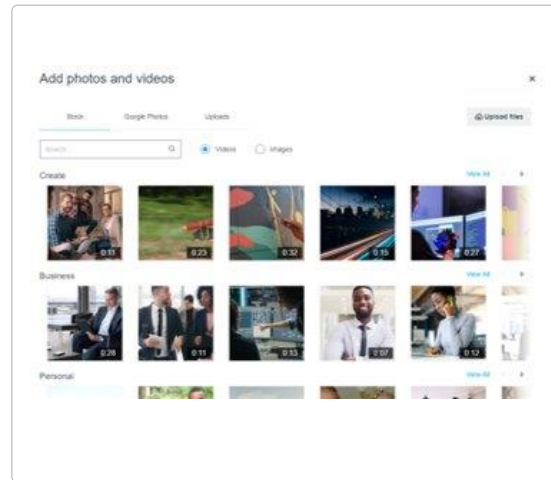 Add photos and videos
×
Stock Google Photos Uploads
Upload files
Search... Videos Images
Create View All
0:11 0:23 0:32 0:15 0:27
Business View All
0:28 0:11 0:13 0:07 0:12
Personal View All